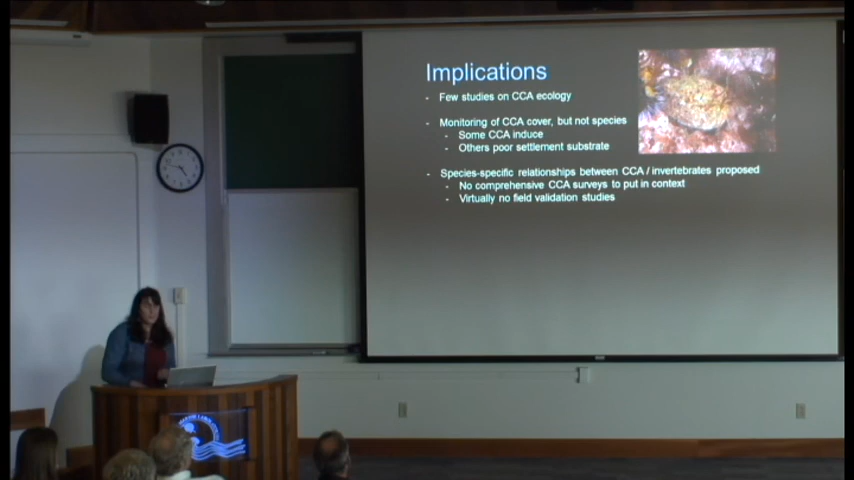 Implications
- Few studies on CCA ecology
- Monitoring of CCA cover, but not species
- Some CCA induce
- Others poor settlement substrate
- Species-specific relationships between CCA / invertebrates proposed
- No comprehensive CCA surveys to put in context
- Virtually no field validation studies